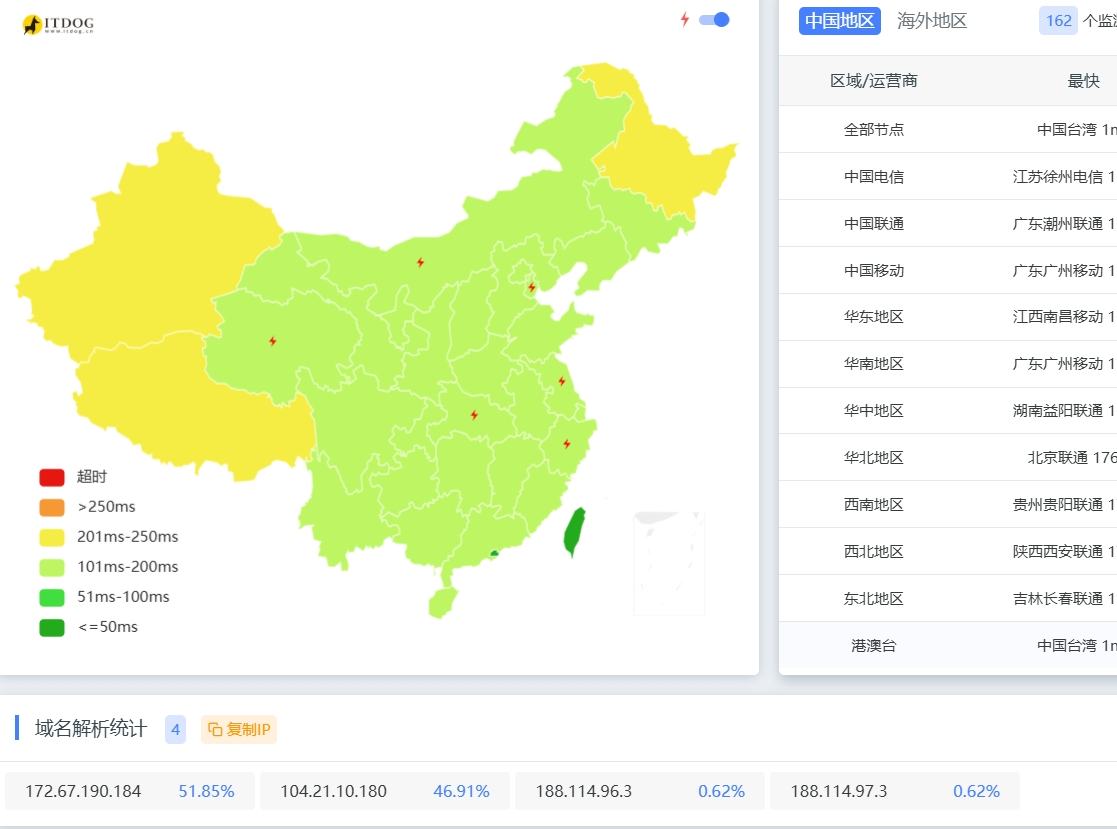 ITDOG
www.itdog.cn
超时
>250ms
201ms-250ms
101ms-200ms
51ms-100ms
<=50ms
中国地区 海外地区 162 个监
区域/运营商 最快
全部节点 中国台湾 1
中国电信 江苏徐州电信 1
中国联通 广东潮州联通 1
中国移动 广东广州移动 1
华东地区 江西南昌移动 1
华南地区 广东广州移动 1
华中地区 湖南益阳联通 1
华北地区 北京联通 176
西南地区 贵州贵阳联通 1
西北地区 陕西西安联通 1
东北地区 吉林长春联通 1
港澳台 中国台湾 1
域名解析统计 4 复制IP
172.67.190.184 51.85% 104.21.10.180 46.91% 188.114.96.3 0.62% 188.114.97.3 0.62%